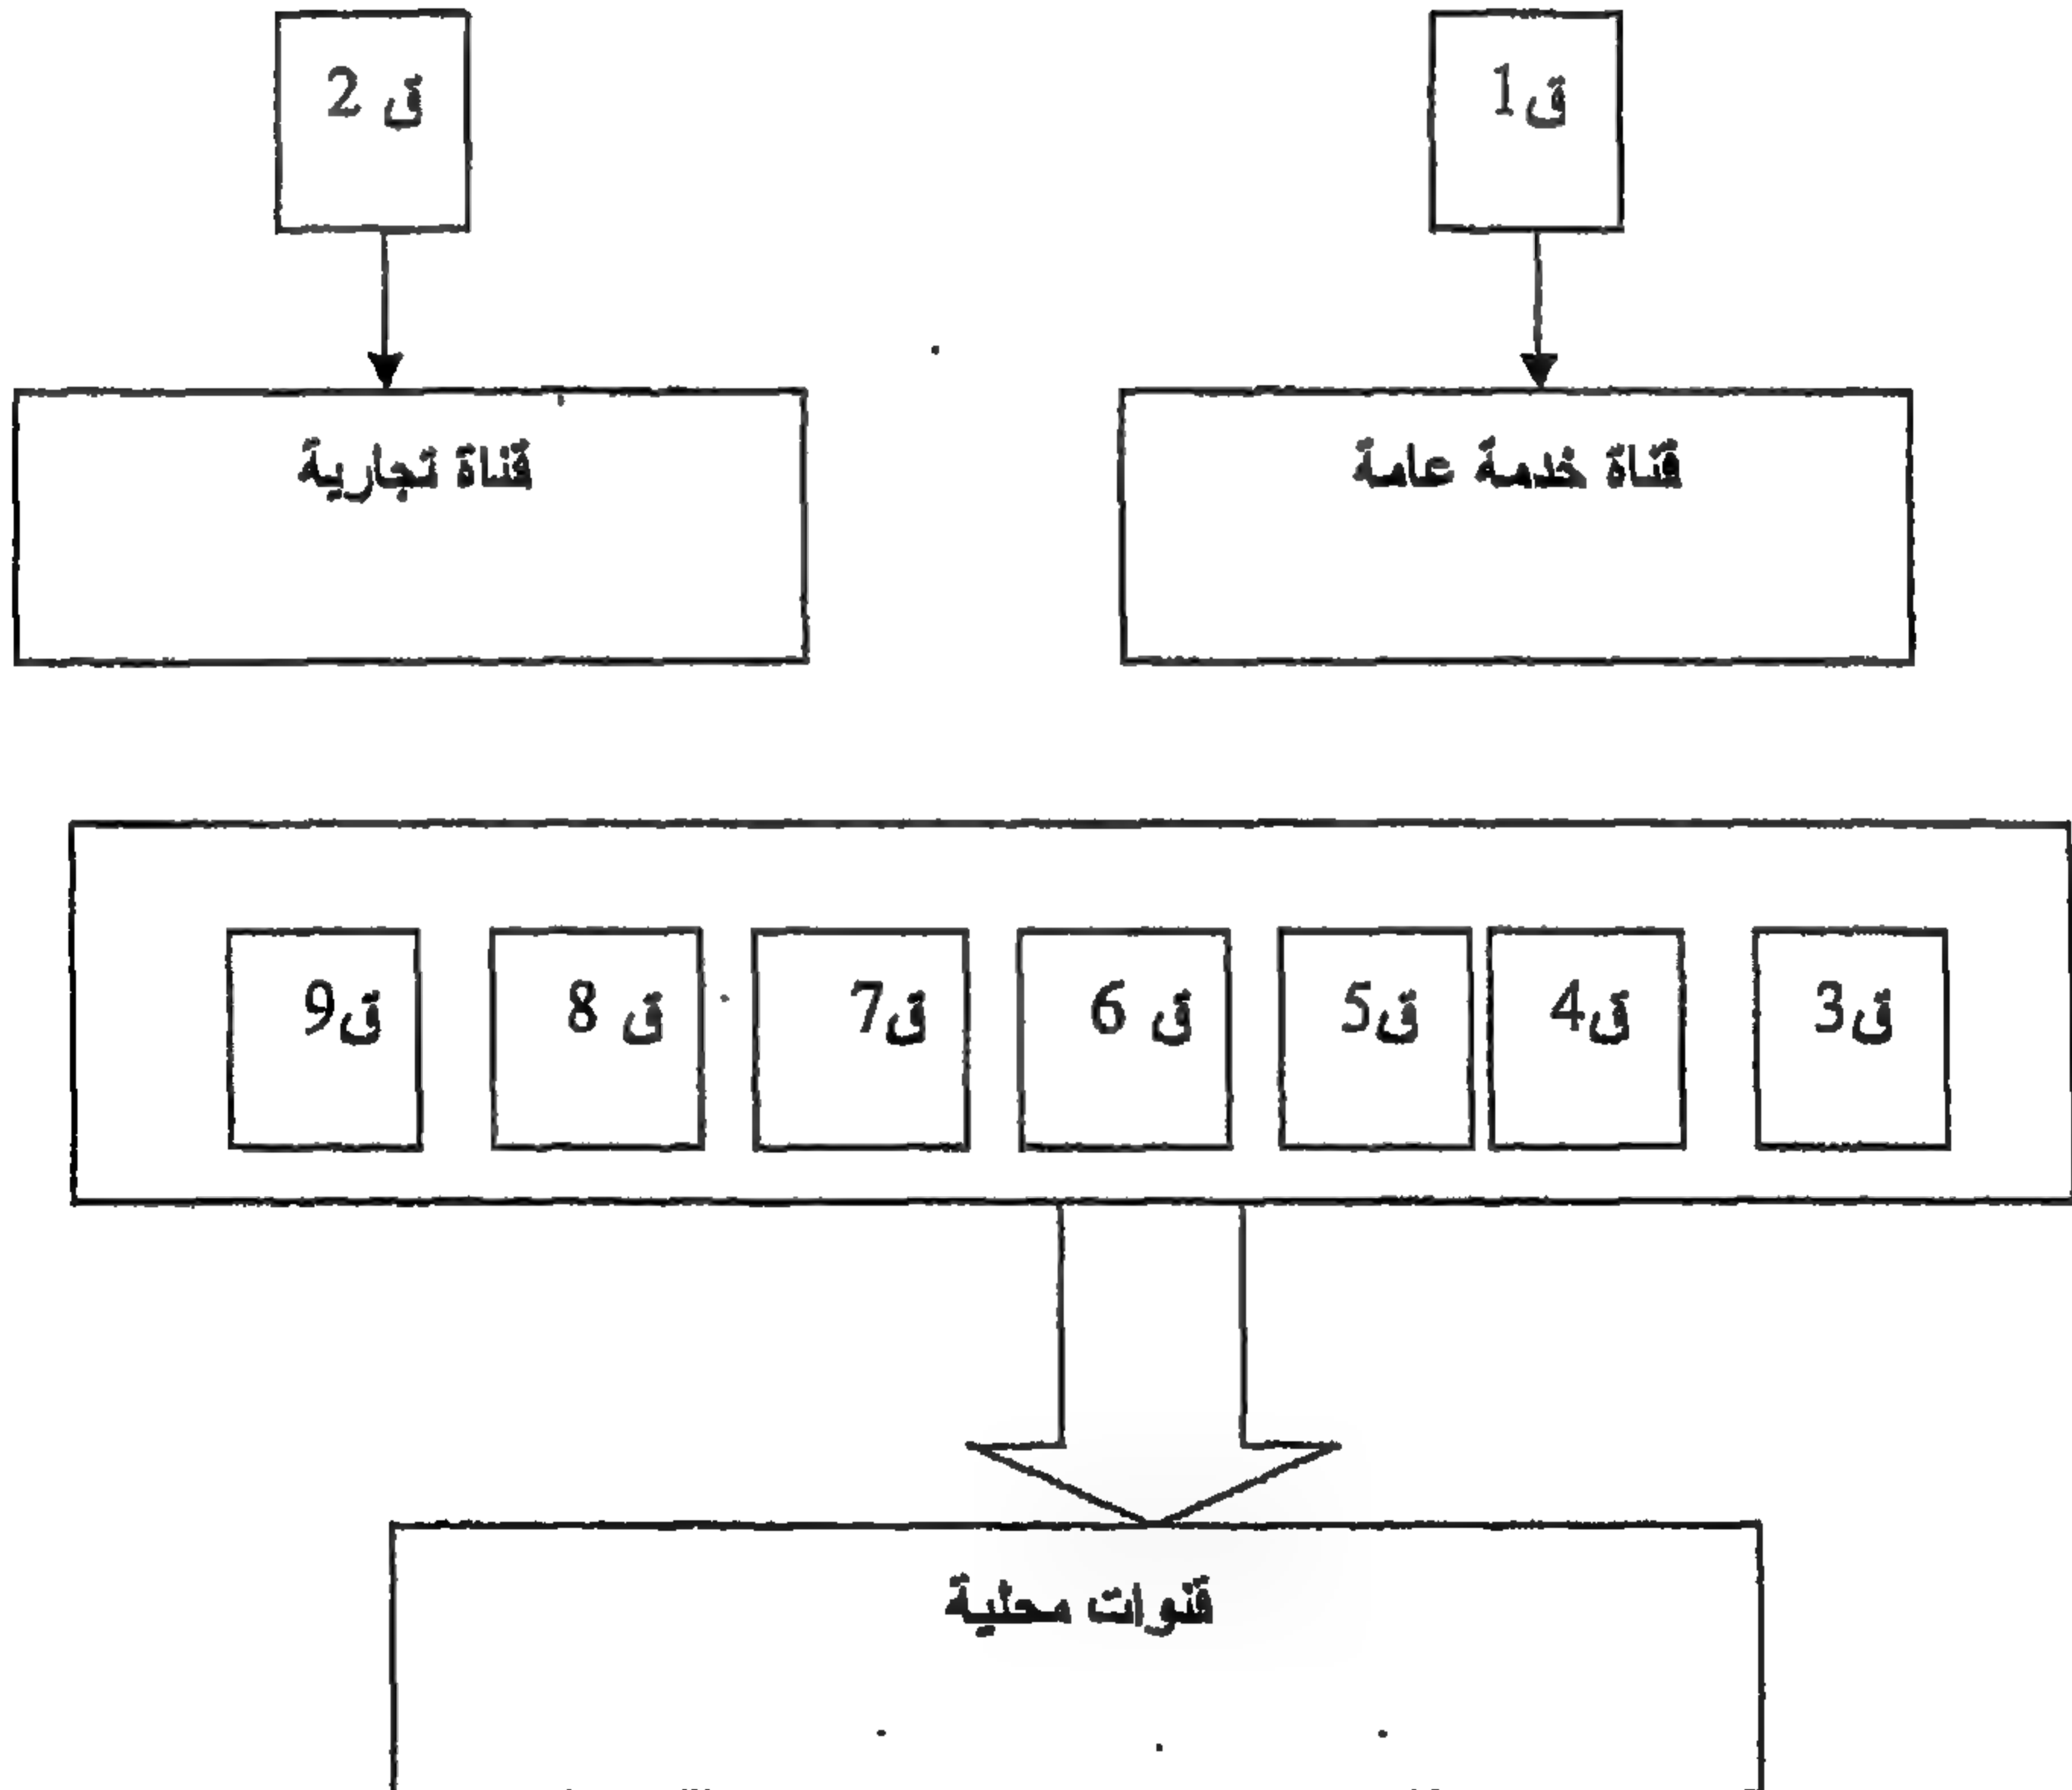 ق1
ق 2
قناة خدمة عامة
قناة تجارية
ق3
ق4
ق5
ق 6
ق7
ق 8
ق9
قنوات محلية